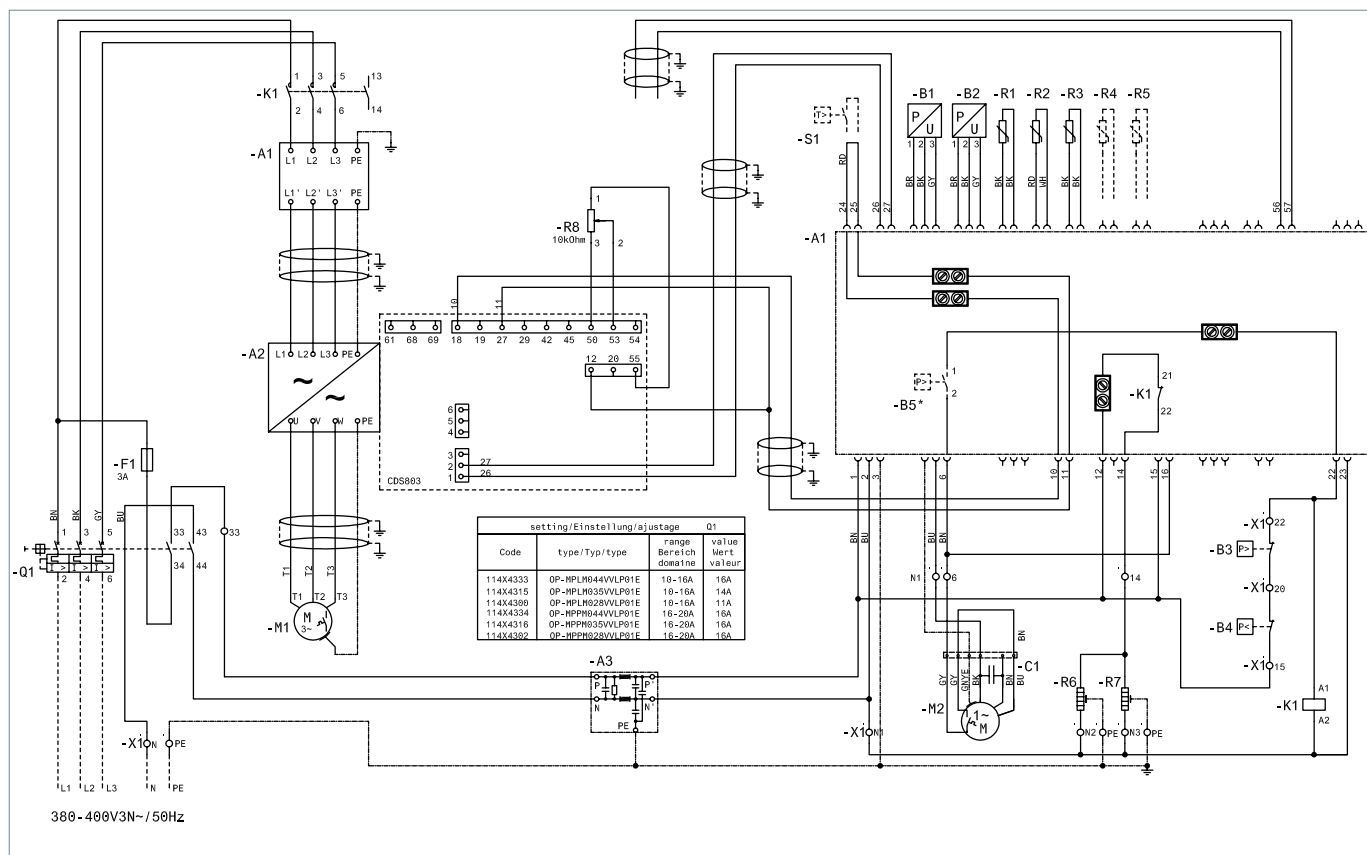 1 3 5 13
-K1
2 4 6 14
-A1 L1 L2 L3 PE
L1' L2' L3' PE
-A2 L1 L2 L3 PE
~
~
U V W PE
T1 T2 T3
T1 T2 T3
-M1 M
3~
-F1
3A
BN BK GY BU
1 3 5 33 43 33
-Q1 I> I> I>
2 4 6 34 44
-X1 N PE
L1 L2 L3 N PE
380-400V3N~/50Hz
1
-R8
10kOhm
3 2
10 11
61 68 69 18 19 27 29 42 45 50 53 54
12 20 55
6
5
4
3
2 27
1 26
CDS803
setting/Einstellung/ajustage Q1
Code type/Typ/type range Bereich domaine value Wert valeur
114X4333 OP-MPLM044VVLP01E 10-16A 16A
114X4315 OP-MPLM035VVLP01E 10-16A 14A
114X4300 OP-MPLM028VVLP01E 10-16A 11A
114X4334 OP-MPPM044VVLP01E 16-20A 16A
114X4316 OP-MPPM035VVLP01E 16-20A 16A
114X4302 OP-MPPM028VVLP01E 16-20A 16A
-A3
P P'
N N'
PE
-S1 T>
RD
-B1 -B2 -R1 -R2 -R3 -R4 -R5
P U P U
1 2 3 1 2 3
BR BK GY BR BK GY BK BK RD WH BK BK
24 25 26 27 56 57
-A1
P> 1
2
-B5*
21
-K1
22
1 2 3 6 10 11 12 14 15 16 22 23
BN BU BU BN
N1 6 14
-X1 22
-B3 P>
-X1 20
-B4 P<
-X1 15
BN
-C1
GY GY GNYE BK BN BU
-M2 1~
M
-X1 N1
-R6 -R7
N2 PE N3 PE
A1
-K1
A2